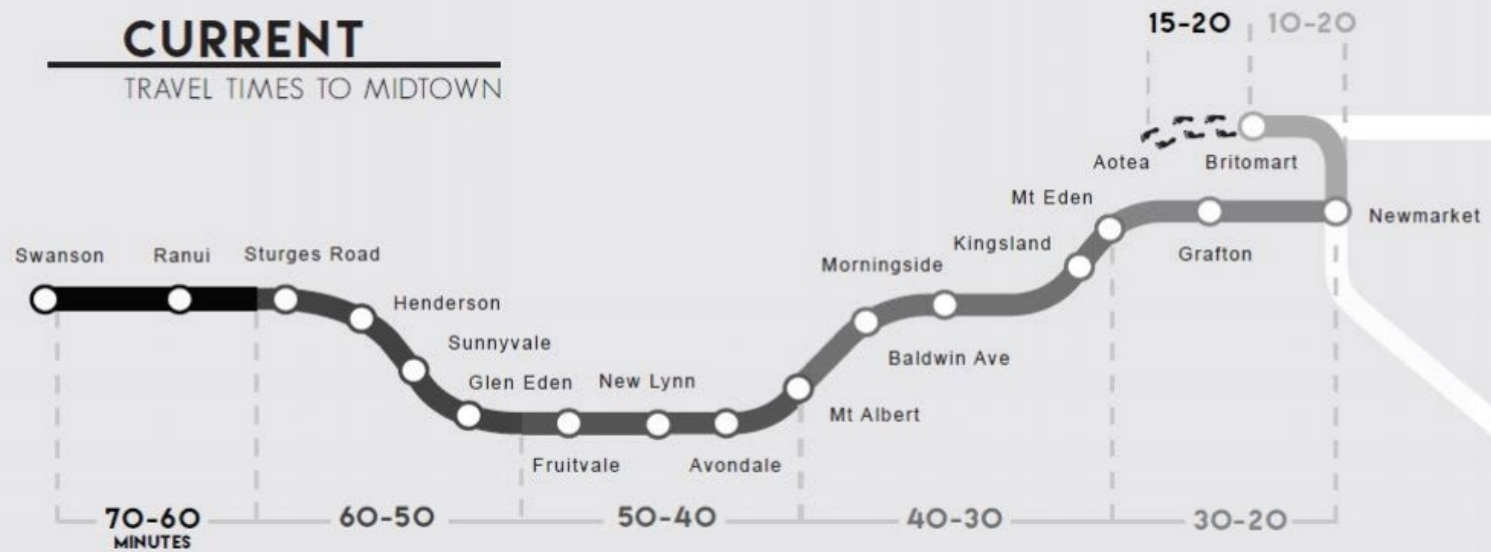 CURRENT
TRAVEL TIMES TO MIDTOWN
15-20
10-20
Aotea
Britomart
Mt Eden
Newmarket
Kingsland
Grafton
Morningside
Swanson
Ranui
Sturges Road
Henderson
Sunnyvale
Baldwin Ave
Glen Eden
New Lynn
Mt Albert
Fruitvale
Avondale
70-60
MINUTES
60-50
50-40
40-30
30-20